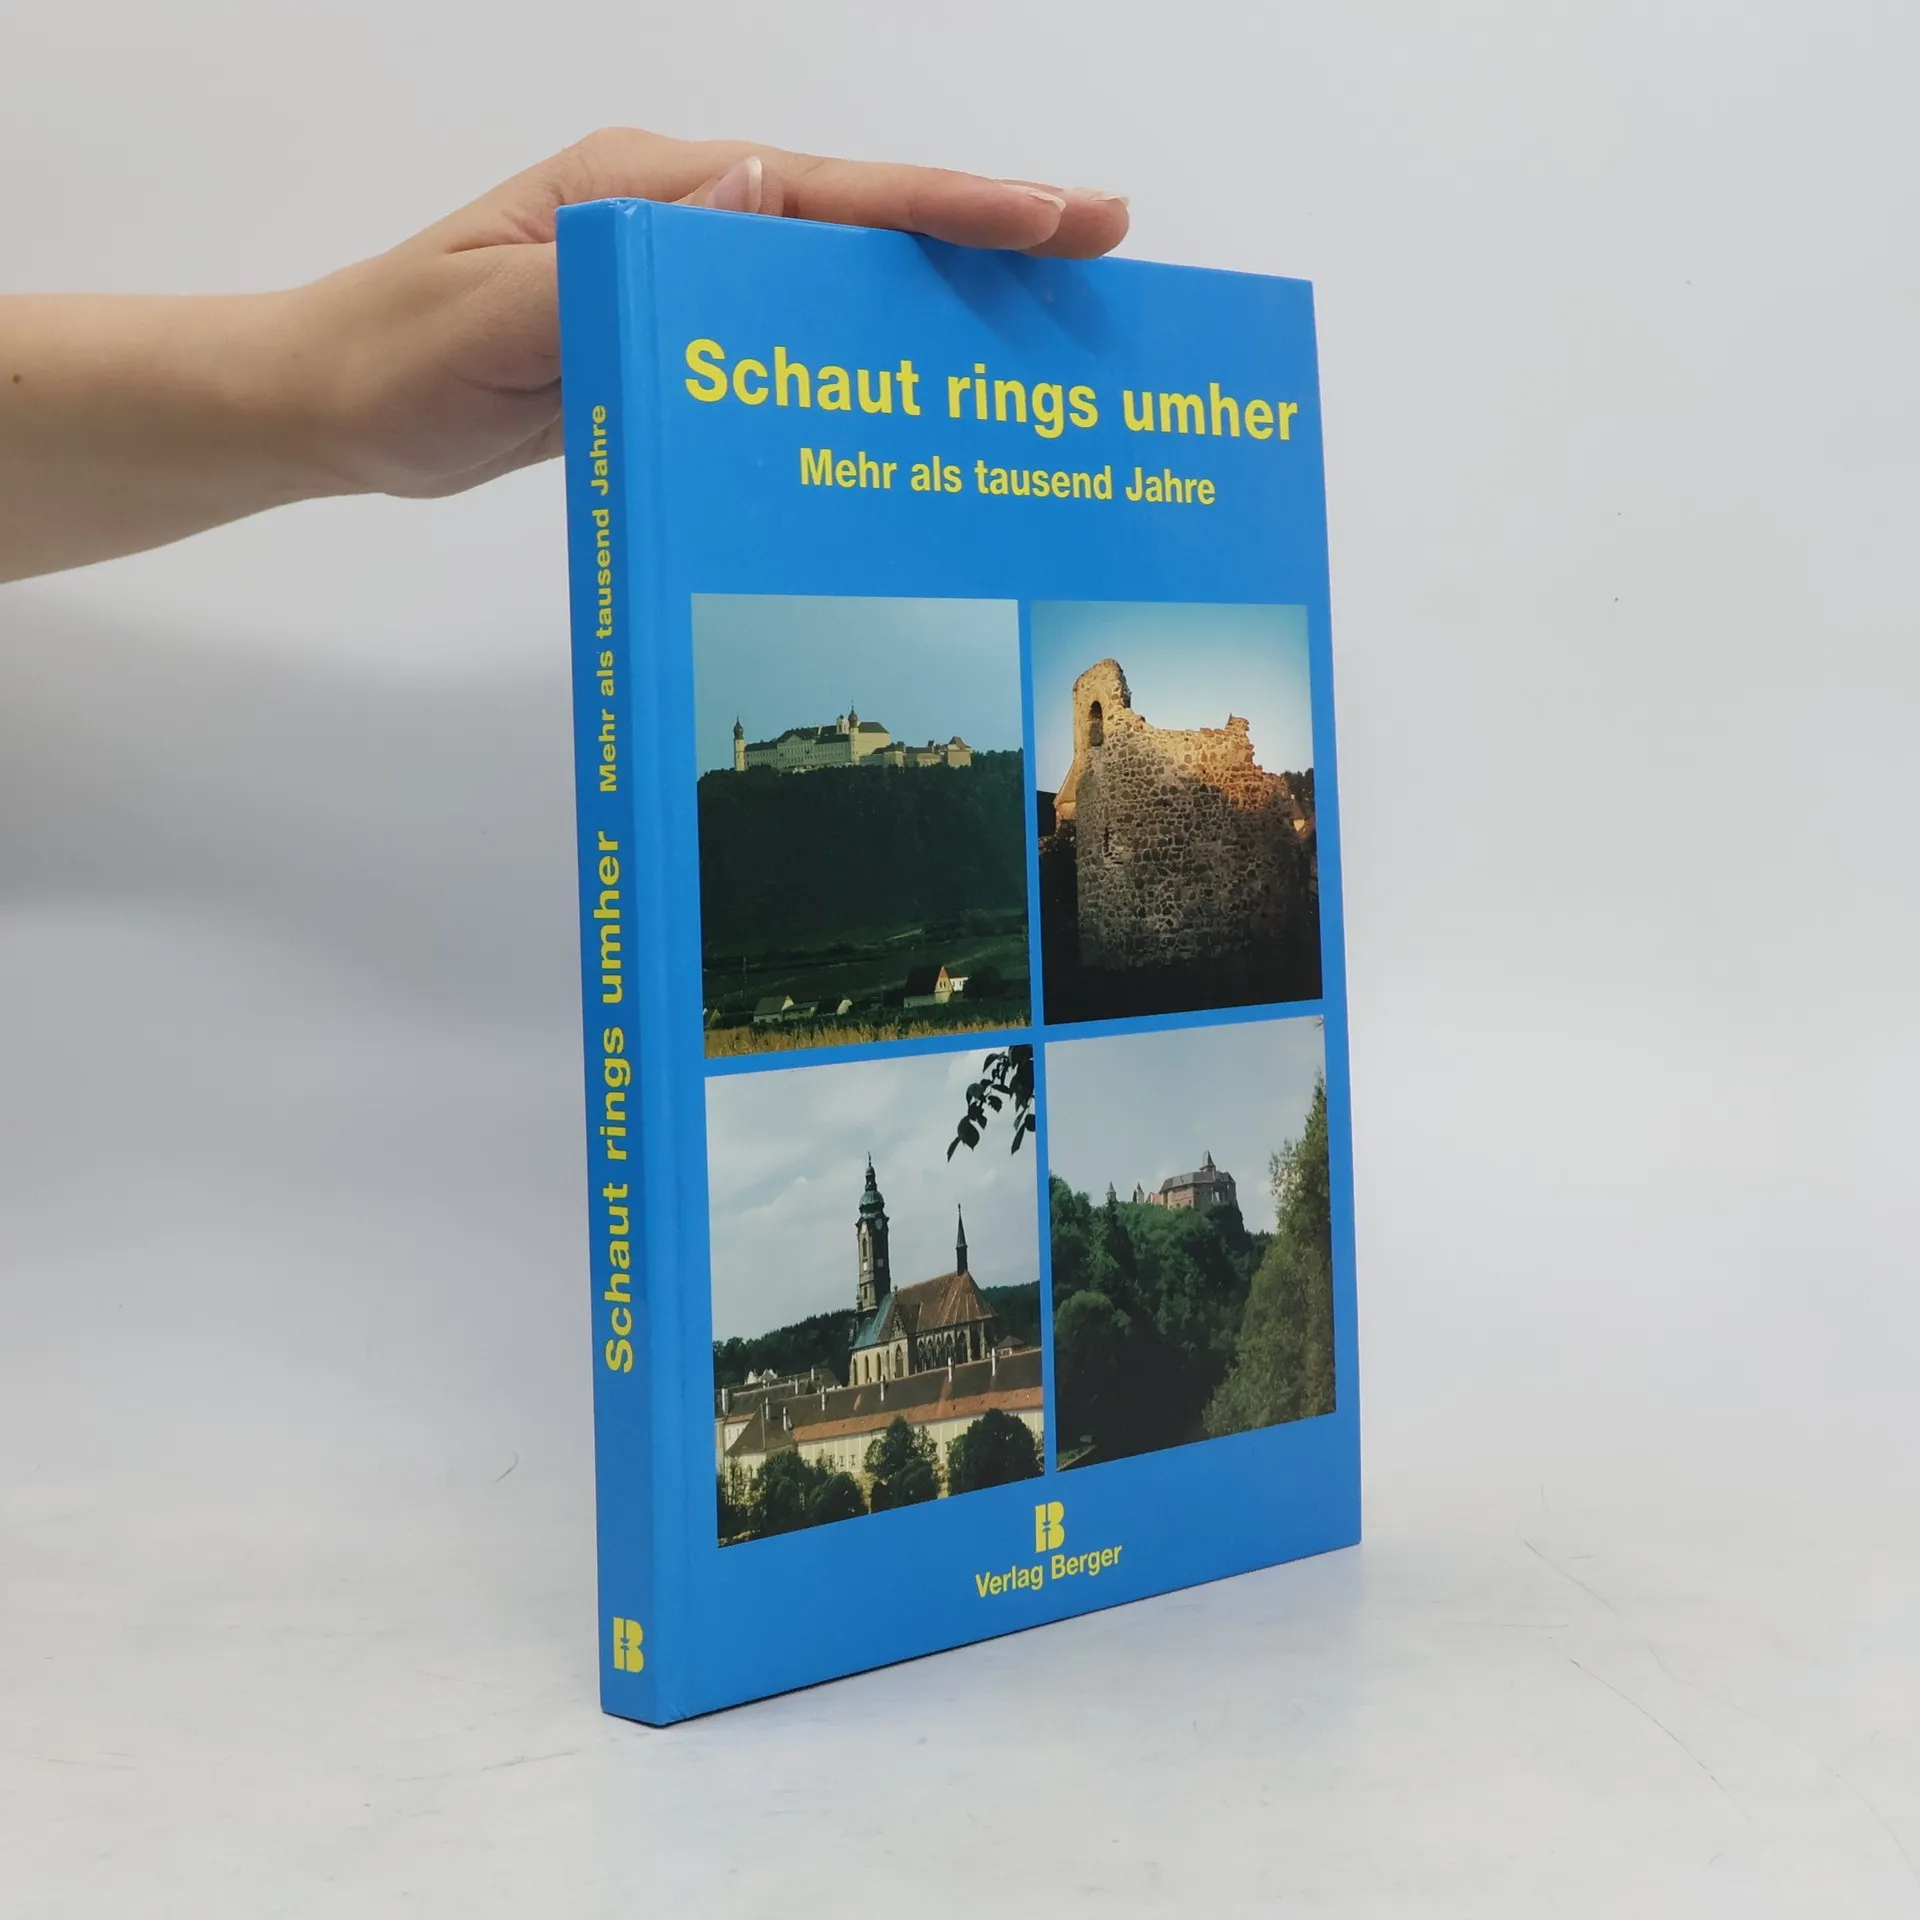 Schaut rings umher
Mehr als tausend Jahre
B
Verlag Berger
Schaut rings umher Mehr als tausend Jahre
B